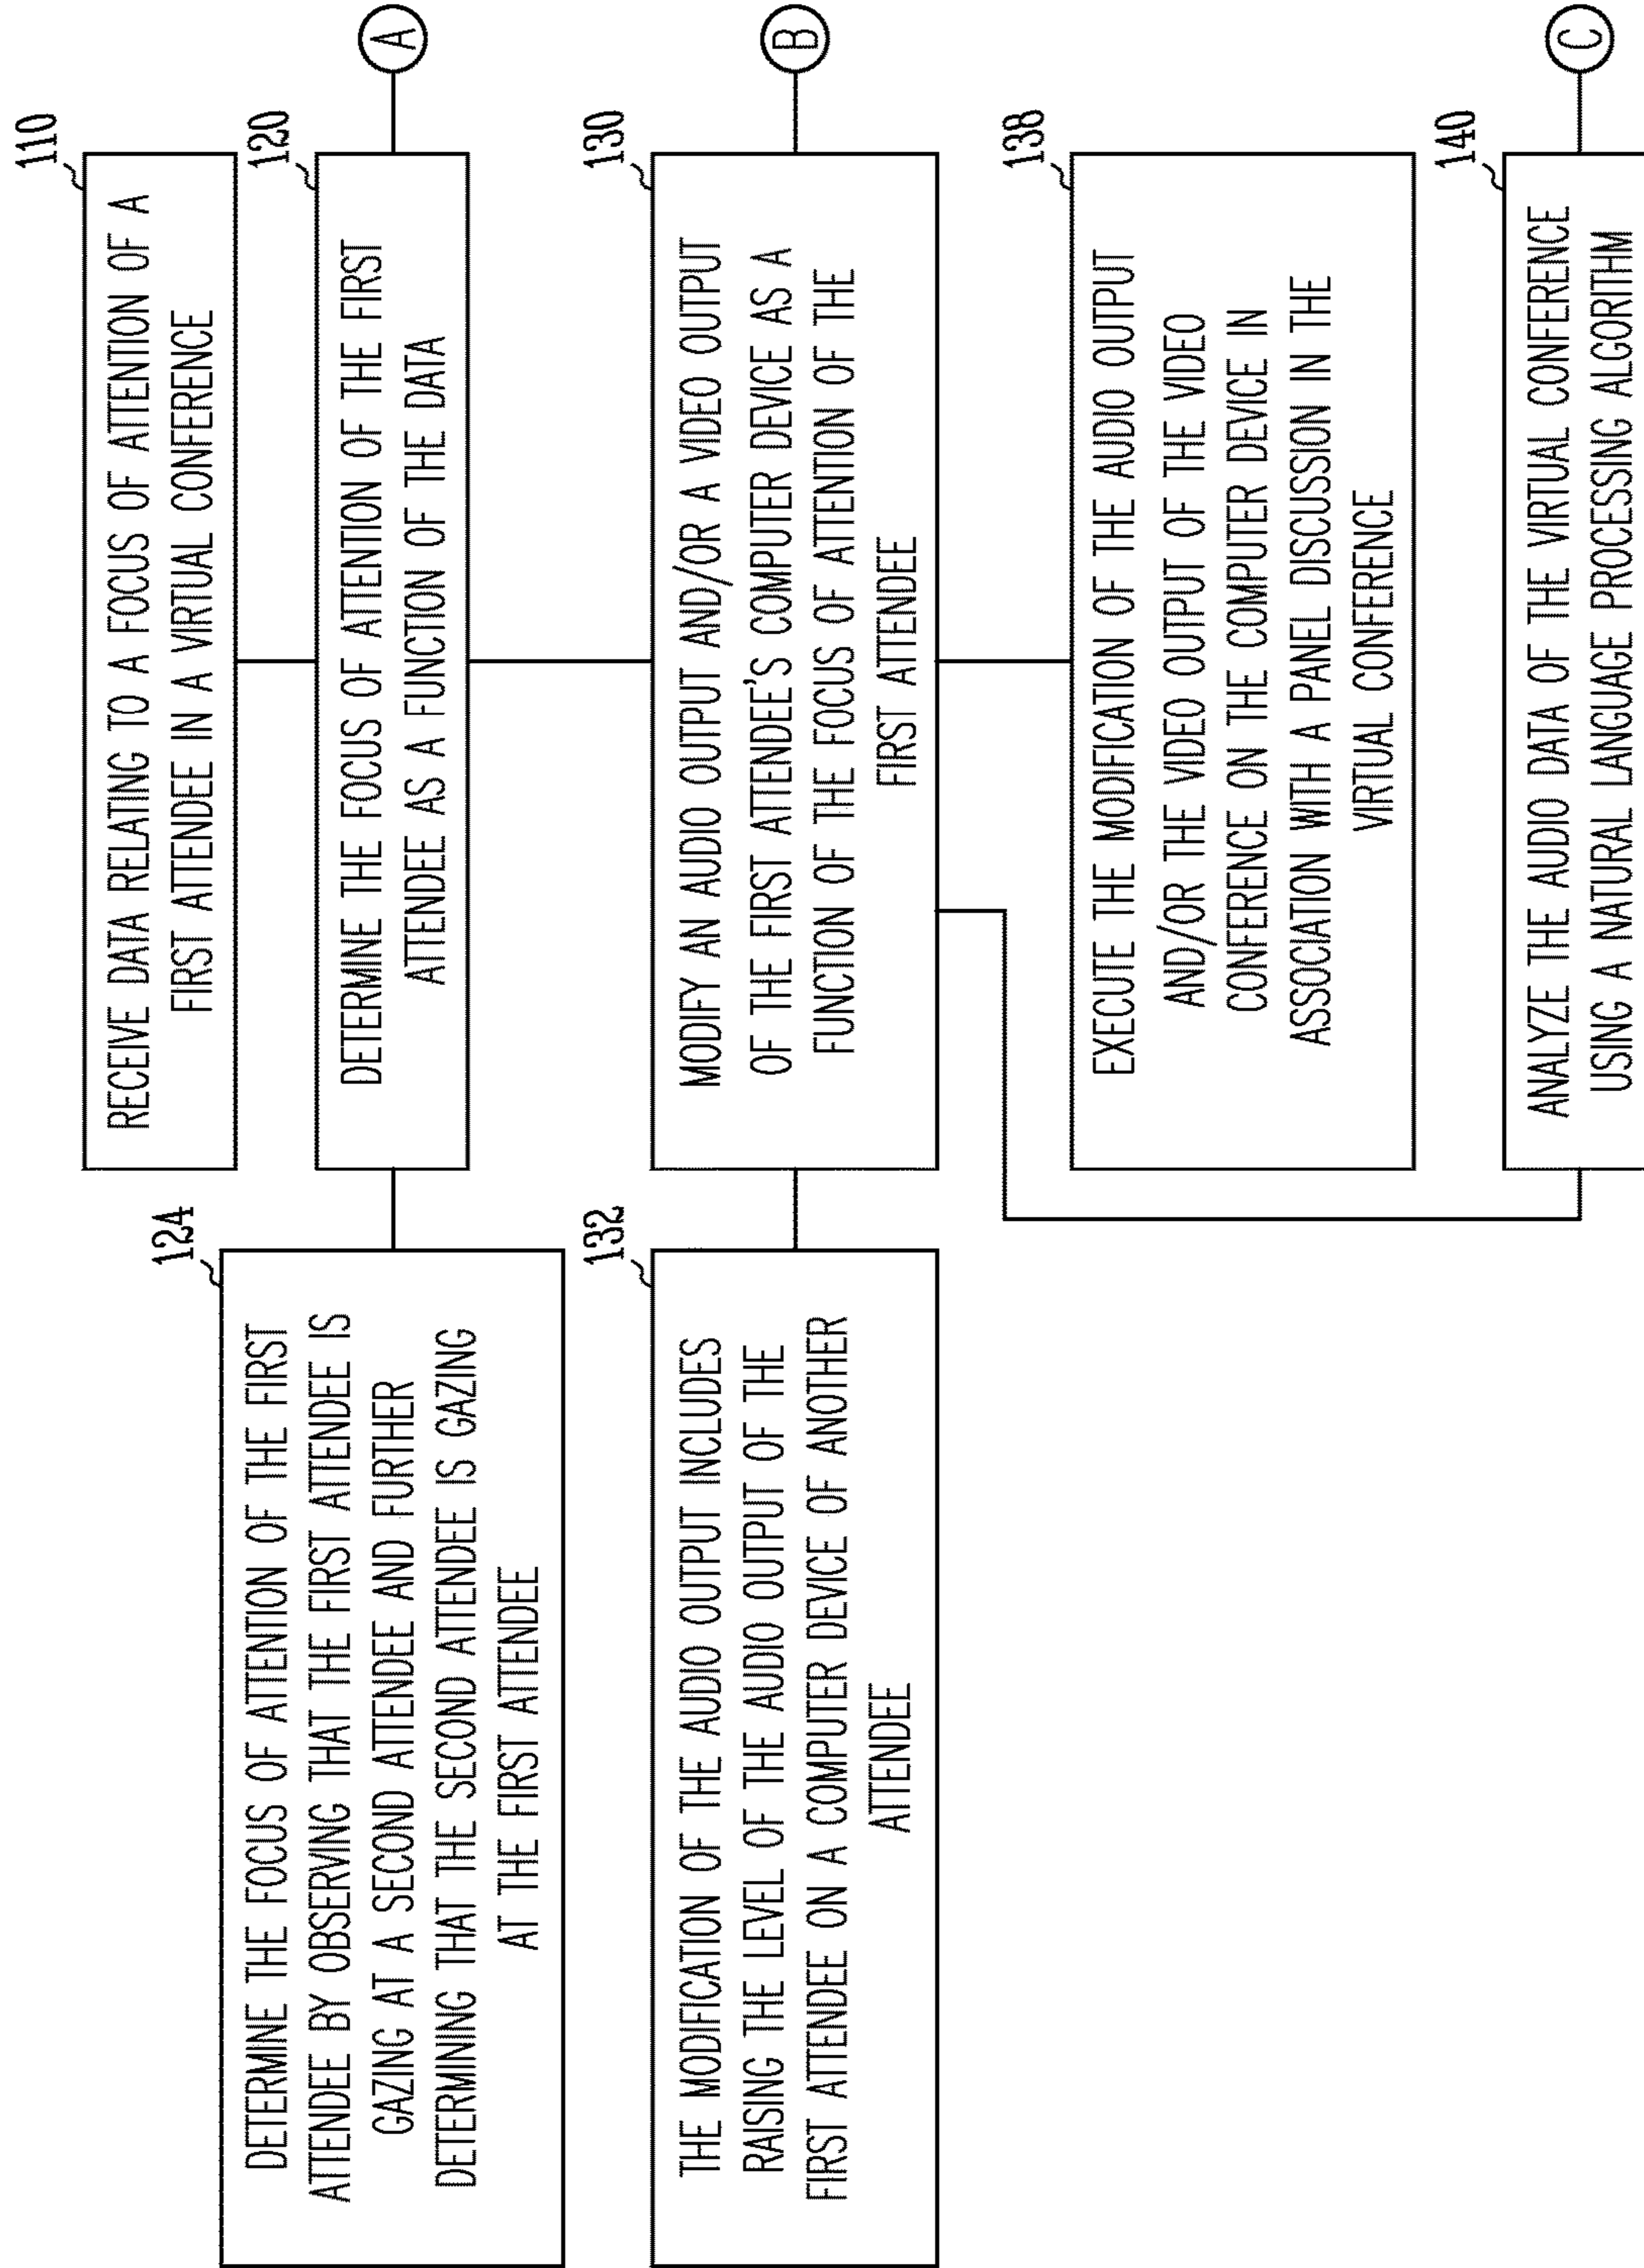 110
RECEIVE DATA RELATING TO A FOCUS OF ATTENTION OF A
FIRST ATTENDEE IN A VIRTUAL CONFERENCE
124
DETERMINE THE FOCUS OF ATTENTION OF THE FIRST
ATTENDEE BY OBSERVING THAT THE FIRST ATTENDEE IS
GAZING AT A SECOND ATTENDEE AND FURTHER
DETERMINING THAT THE SECOND ATTENDEE IS GAZING
AT THE FIRST ATTENDEE
120
DETERMINE THE FOCUS OF ATTENTION OF THE FIRST
ATTENDEE AS A FUNCTION OF THE DATA
A
132
THE MODIFICATION OF THE AUDIO OUTPUT INCLUDES
RAISING THE LEVEL OF THE AUDIO OUTPUT OF THE
FIRST ATTENDEE ON A COMPUTER DEVICE OF ANOTHER
ATTENDEE
130
MODIFY AN AUDIO OUTPUT AND/OR A VIDEO OUTPUT
OF THE FIRST ATTENDEE'S COMPUTER DEVICE AS A
FUNCTION OF THE FOCUS OF ATTENTION OF THE
FIRST ATTENDEE
B
138
EXECUTE THE MODIFICATION OF THE AUDIO OUTPUT
AND/OR THE VIDEO OUTPUT OF THE VIDEO
CONFERENCE ON THE COMPUTER DEVICE IN
ASSOCIATION WITH A PANEL DISCUSSION IN THE
VIRTUAL CONFERENCE
140
ANALYZE THE AUDIO DATA OF THE VIRTUAL CONFERENCE
USING A NATURAL LANGUAGE PROCESSING ALGORITHM
C